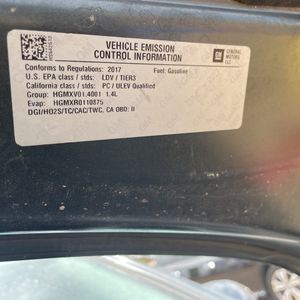 VEHICLE EMISSION
CONTROL INFORMATION
GM
GENERAL
MOTORS
LLC
Conforms to Regulations: 2017 Fuel: Gasoline
U.S. EPA class / stds: LDV / TIER3
California class / stds: PC / ULEV Qualified
Group: HGMXV01.4001 1.4L
Evap: HGMXR0110875
DGI/HO2S/TC/CAC/TWC, CA OBD: II